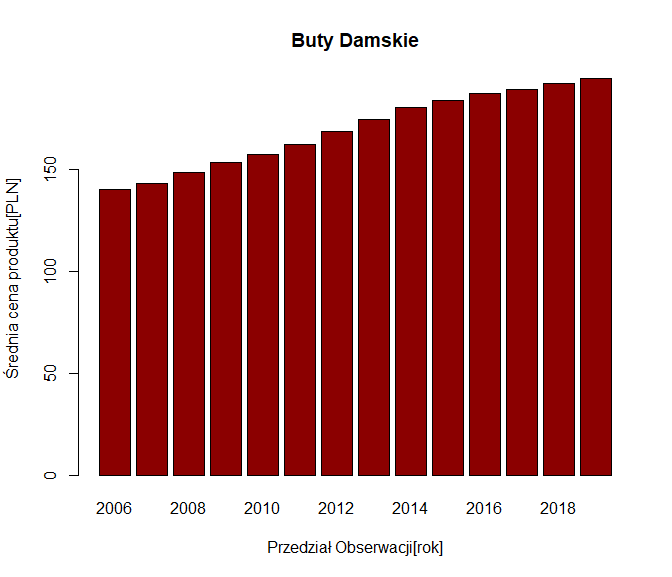 Buty Damskie
Średnia cena produktu[PLN]
150
100
50
0
2006 2008 2010 2012 2014 2016 2018
Przedział Obserwacji[rok]